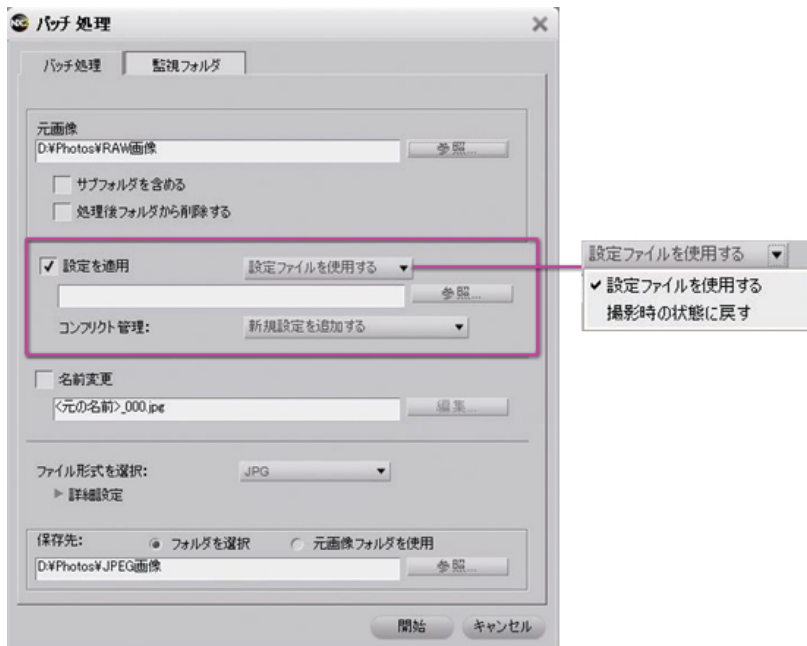 バッチ 処理
バッチ処理
監視フォルダ
元画像
D:¥Photos¥RAW画像
参照...
サブフォルダを含める
処理後フォルダから削除する
設定を適用
設定ファイルを使用する
参照...
コンフリクト管理:
新規設定を追加する
名前変更
<元の名前>_000.jpg
編集...
ファイル形式を選択:
JPG
詳細設定
保存先:
フォルダを選択
元画像フォルダを使用
D:¥Photos¥JPEG画像
参照...
開始
キャンセル
設定ファイルを使用する
設定ファイルを使用する
撮影時の状態に戻す